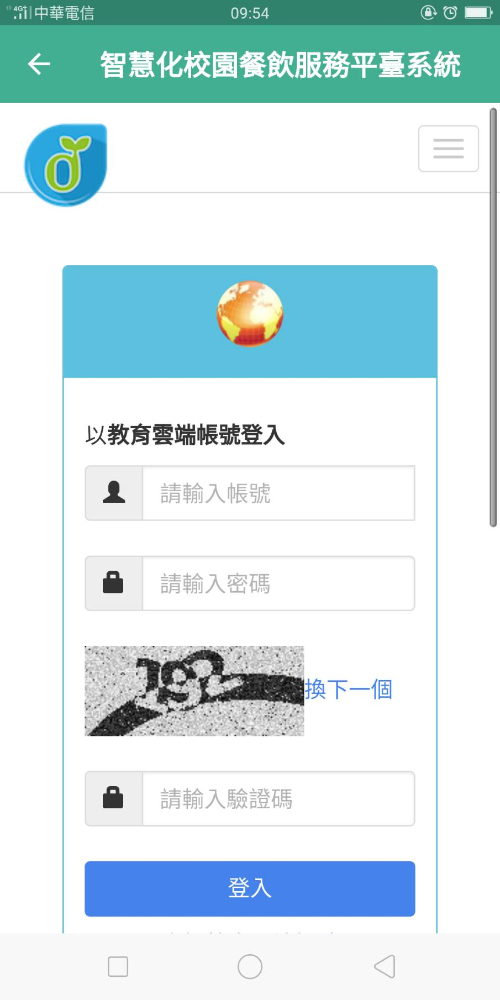 4G+ 中華電信 09:54
智慧化校園餐飲服務平臺系統
以教育雲端帳號登入
請輸入帳號
請輸入密碼
換下一個
請輸入驗證碼
登入